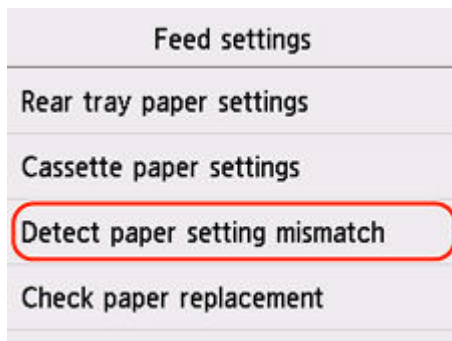 Feed settings
Rear tray paper settings
Cassette paper settings
Detect paper setting mismatch
Check paper replacement